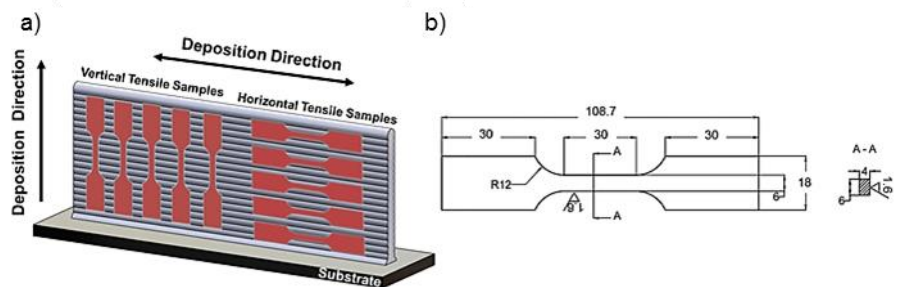 a)
Deposition Direction
Deposition Direction
Vertical Tensile Samples
Horizontal Tensile Samples
Substrate
b)
108.7
30
30
30
A
R12
18
6
1.6
A
A - A
4
6
1.6